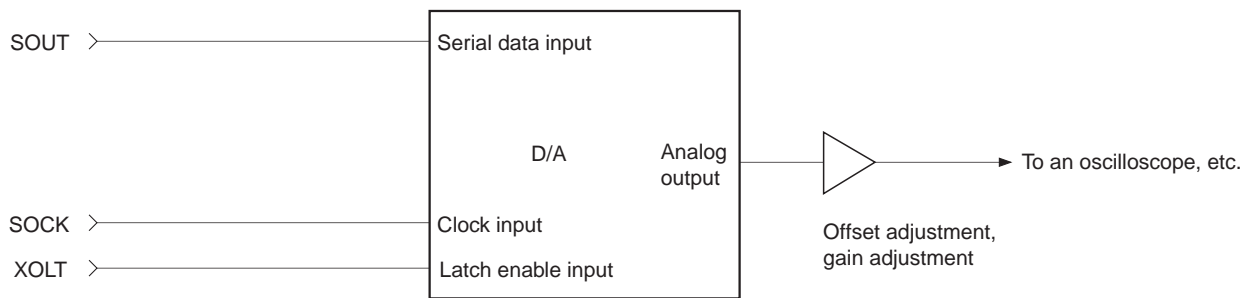 SOUT
Serial data input
D/A
Analog
output
To an oscilloscope, etc.
SOCK
Clock input
Offset adjustment,
gain adjustment
XOLT
Latch enable input